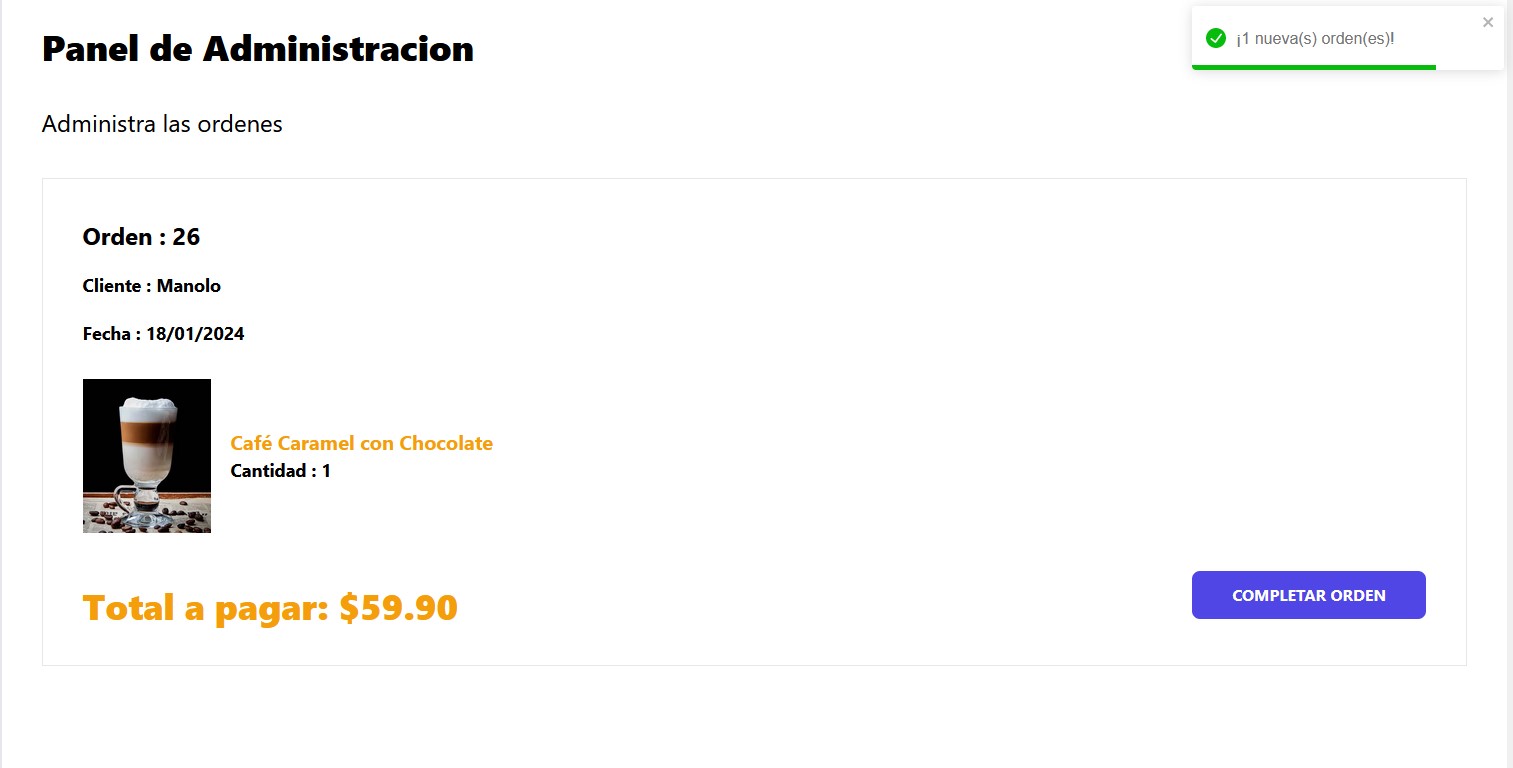 Panel de Administracion
¡1 nueva(s) orden(es)!
Administra las ordenes
Orden : 26
Cliente : Manolo
Fecha : 18/01/2024
Café Caramel con Chocolate
Cantidad : 1
Total a pagar: $59.90
COMPLETAR ORDEN